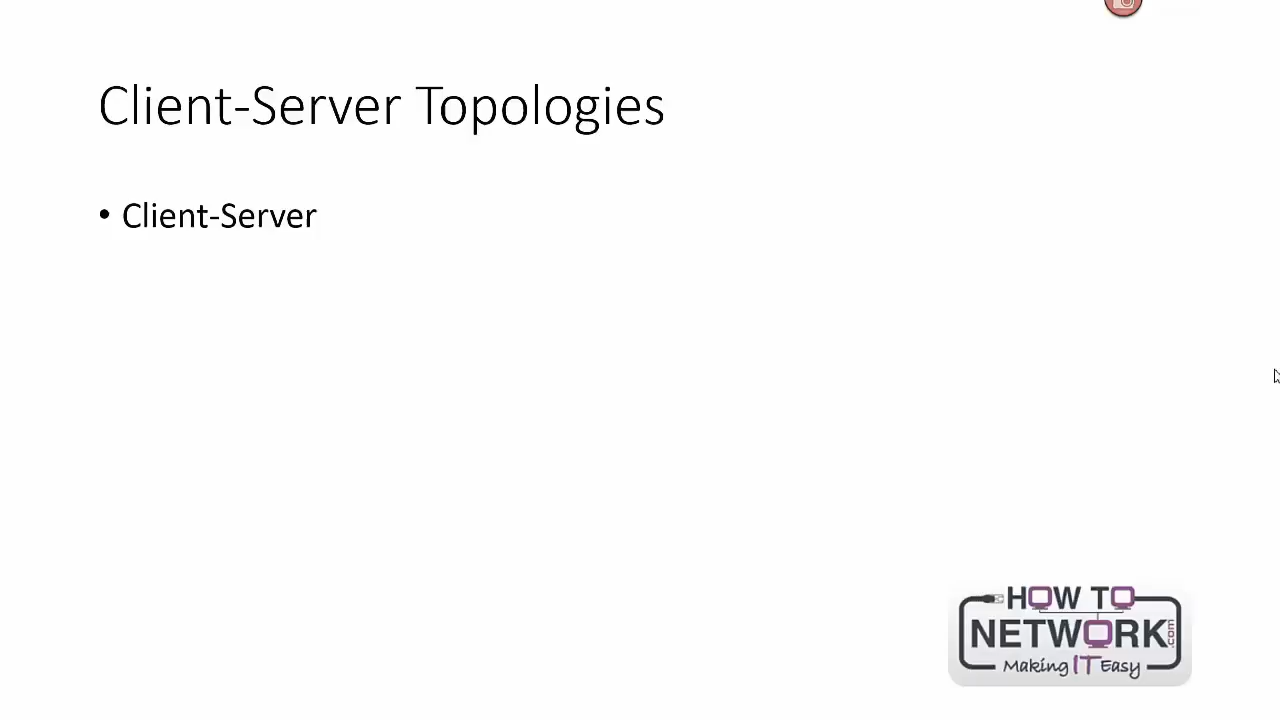 Client-Server Topologies
• Client-Server
HOW TO
NETWORK.com
Making IT Easy